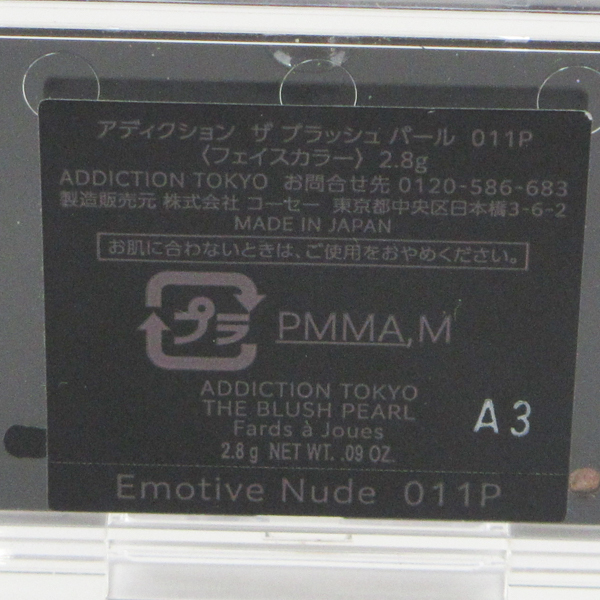 アディクション ザ ブラッシュ パール 011P
〈フェイスカラー〉 2.8g
ADDICTION TOKYO お問合せ先 0120-586-683
製造販売元 株式会社 コーセー 東京都中央区日本橋3-6-2
MADE IN JAPAN
お肌に合わないときは、ご使用をおやめください。
プラ PMMA,M
ADDICTION TOKYO
THE BLUSH PEARL
Fards à Joues
2.8 g NET WT. .09 OZ.
A3
Emotive Nude 011P